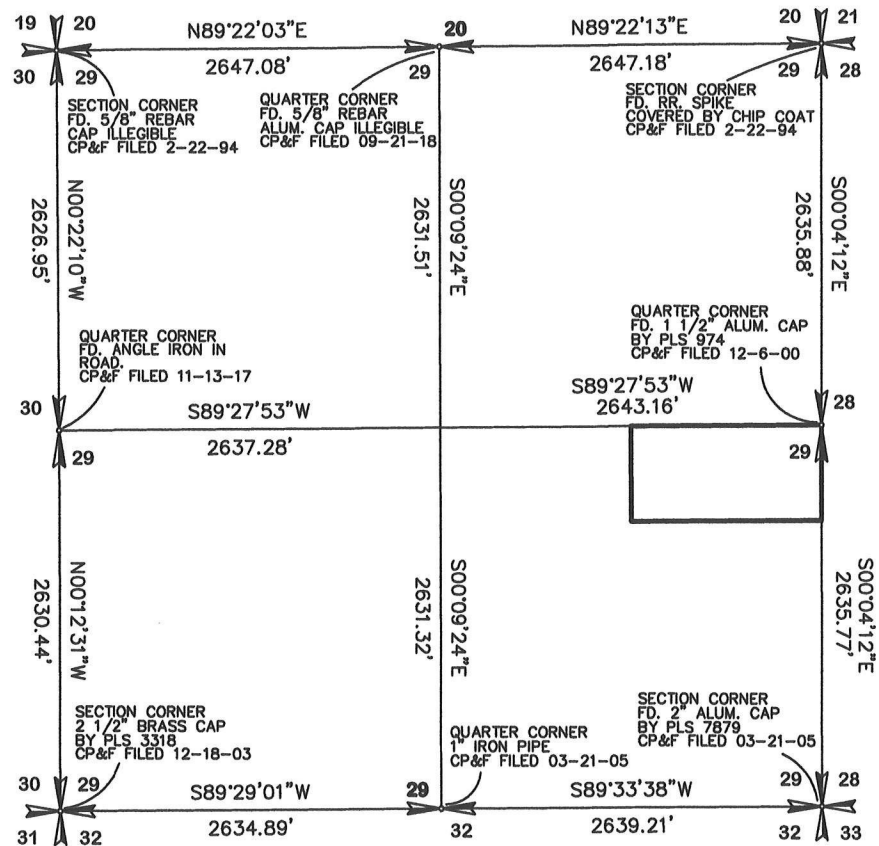 19 20
N89°22'03"E
20
N89°22'13"E
20 21
30 29
2647.08'
29
2647.18'
29 28
SECTION CORNER
FD. 5/8" REBAR
CAP ILLEGIBLE
CP&F FILED 2-22-94
QUARTER CORNER
FD. 5/8" REBAR
ALUM. CAP ILLEGIBLE
CP&F FILED 09-21-18
SECTION CORNER
FD. RR. SPIKE
COVERED BY CHIP COAT
CP&F FILED 2-22-94
N00°22'10"W
2626.95'
S00°09'24"E
2631.51'
S00°04'12"E
2635.88'
QUARTER CORNER
FD. ANGLE IRON IN
ROAD.
CP&F FILED 11-13-17
QUARTER CORNER
FD. 1 1/2" ALUM. CAP
BY PLS 974
CP&F FILED 12-6-00
30
S89°27'53"W
S89°27'53"W
2643.16'
28
29
2637.28'
29
N00°12'31"W
2630.44'
S00°09'24"E
2631.32'
S00°04'12"E
2635.77'
SECTION CORNER
2 1/2" BRASS CAP
BY PLS 3318
CP&F FILED 12-18-03
QUARTER CORNER
1" IRON PIPE
CP&F FILED 03-21-05
SECTION CORNER
FD. 2" ALUM. CAP
BY PLS 7879
CP&F FILED 03-21-05
30 29
S89°29'01"W
29
S89°33'38"W
29 28
31 32
2634.89'
32
2639.21'
32 33